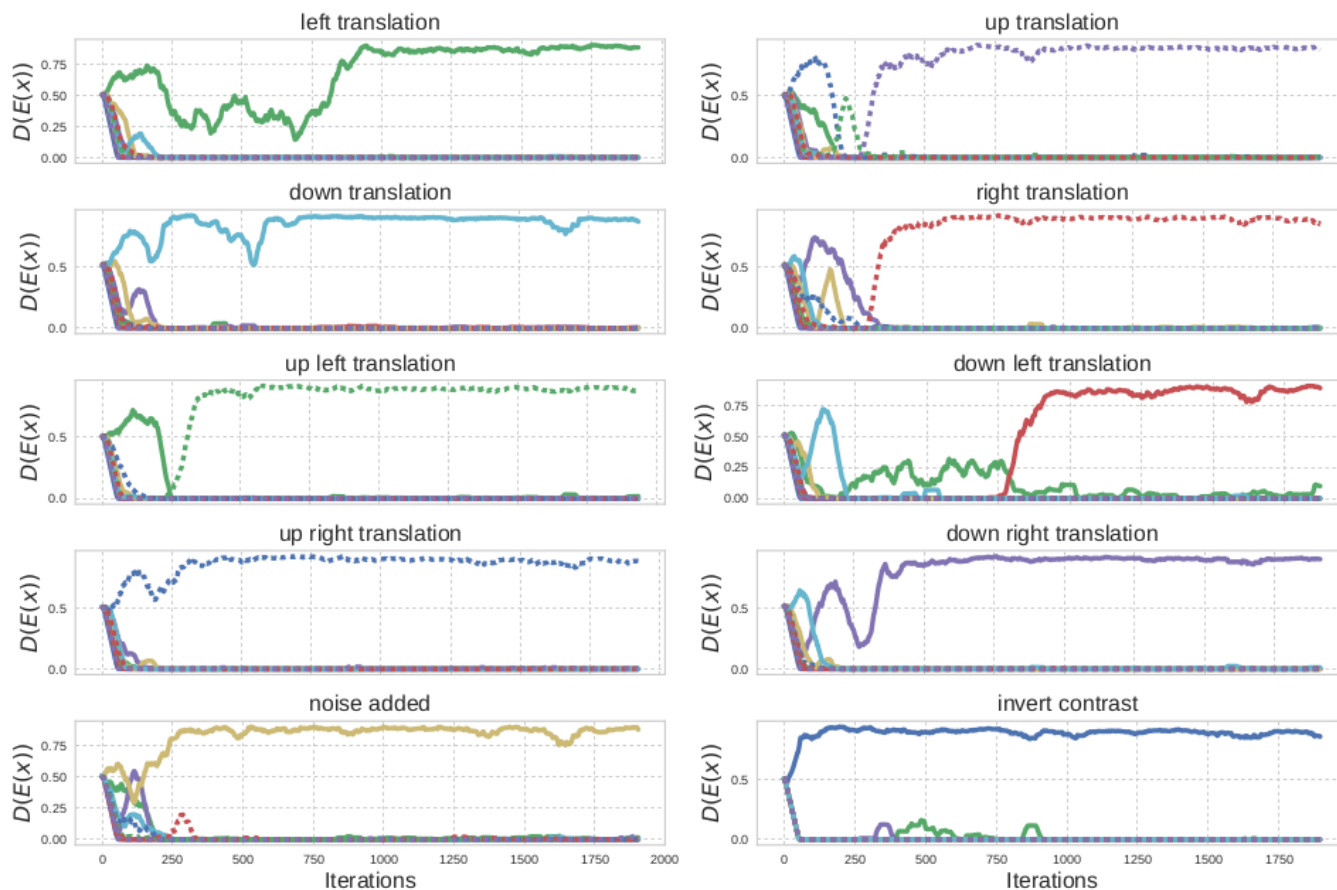 left translation
D(E(x))
0.75
0.50
0.25
0.00
up translation
D(E(x))
0.5
0.0
down translation
D(E(x))
0.5
0.0
right translation
D(E(x))
0.5
0.0
up left translation
D(E(x))
0.5
0.0
down left translation
D(E(x))
0.75
0.50
0.25
0.00
up right translation
D(E(x))
0.5
0.0
down right translation
D(E(x))
0.5
0.0
noise added
D(E(x))
0.75
0.50
0.25
0.00
0 250 500 750 1000 1250 1500 1750 2000
Iterations
invert contrast
D(E(x))
0.5
0.0
0 250 500 750 1000 1250 1500 1750
Iterations